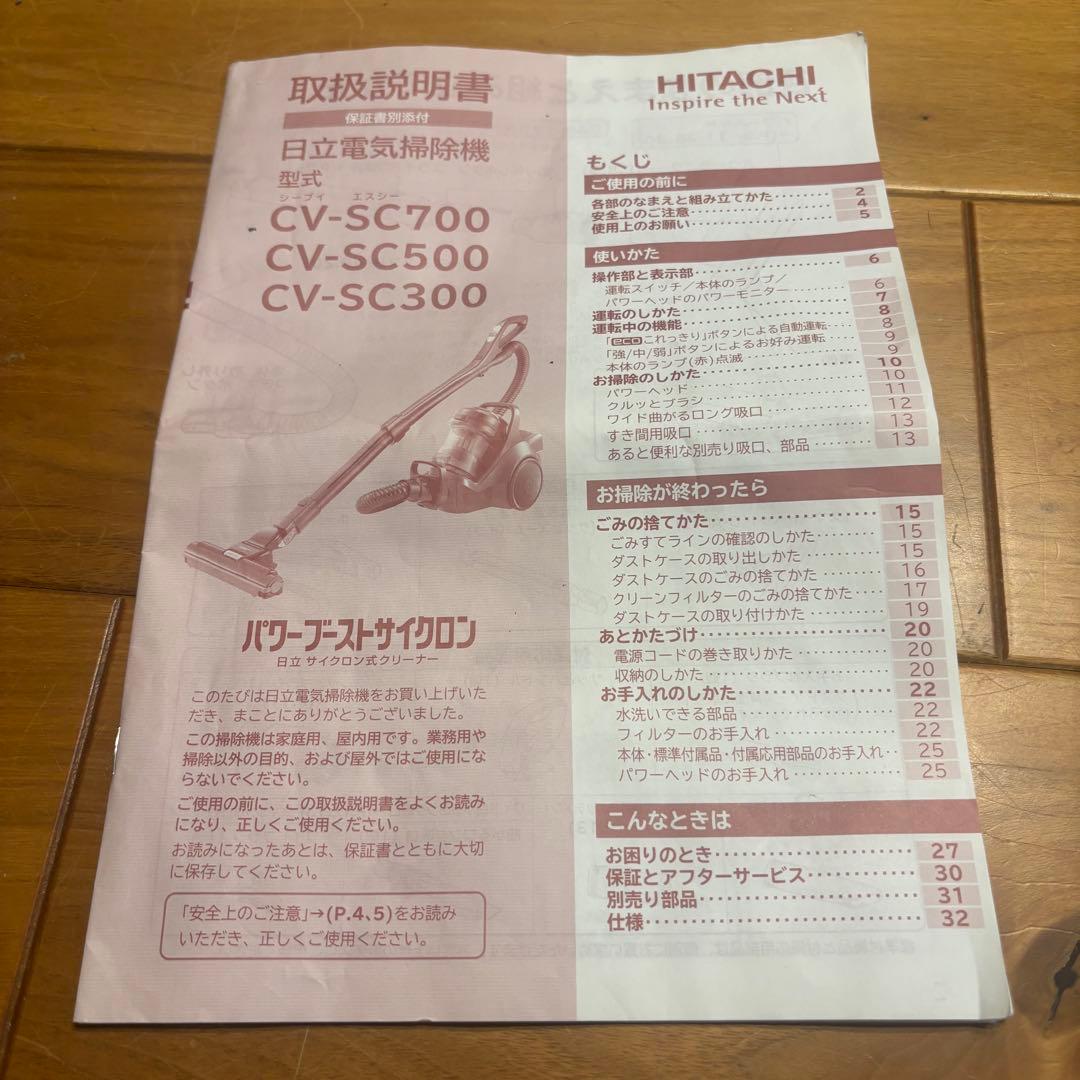 取扱説明書
保証書別添付
日立電気掃除機
型式
シーブイ エスシー
CV-SC700
CV-SC500
CV-SC300
パワーブーストサイクロン
日立 サイクロン式クリーナー
このたびは日立電気掃除機をお買い上げいた
だき、まことにありがとうございました。
この掃除機は家庭用、屋内用です。業務用や
掃除以外の目的、および屋外ではご使用にな
らないでください。
ご使用の前に、この取扱説明書をよくお読み
になり、正しくご使用ください。
お読みになったあとは、保証書とともに大切
に保存してください。
「安全上のご注意」→(P.4、5)をお読み
いただき、正しくご使用ください。
HITACHI
Inspire the Next
もくじ
ご使用の前に
各部のなまえと組み立てかた 2
安全上のご注意 4
使用上のお願い 5
使いかた
操作部と表示部 6
運転スイッチ／本体のランプ／
パワーヘッドのパワーモニター 6
運転のしかた 7
運転中の機能 8
「ecoこれっきり」ボタンによる自動運転 8
「強/中/弱」ボタンによるお好み運転 9
本体のランプ(赤)点滅 9
お掃除のしかた 10
パワーヘッド 10
クルッとブラシ 11
ワイド曲がるロング吸口 12
すき間用吸口 13
あると便利な別売り吸口、部品 13
お掃除が終わったら
ごみの捨てかた 15
ごみすてラインの確認のしかた 15
ダストケースの取り出しかた 15
ダストケースのごみの捨てかた 16
クリーンフィルターのごみの捨てかた 17
ダストケースの取り付けかた 19
あとかたづけ 20
電源コードの巻き取りかた 20
収納のしかた 20
お手入れのしかた 22
水洗いできる部品 22
フィルターのお手入れ 22
本体・標準付属品・付属応用部品のお手入れ 25
パワーヘッドのお手入れ 25
こんなときは
お困りのとき 27
保証とアフターサービス 30
別売り部品 31
仕様 32